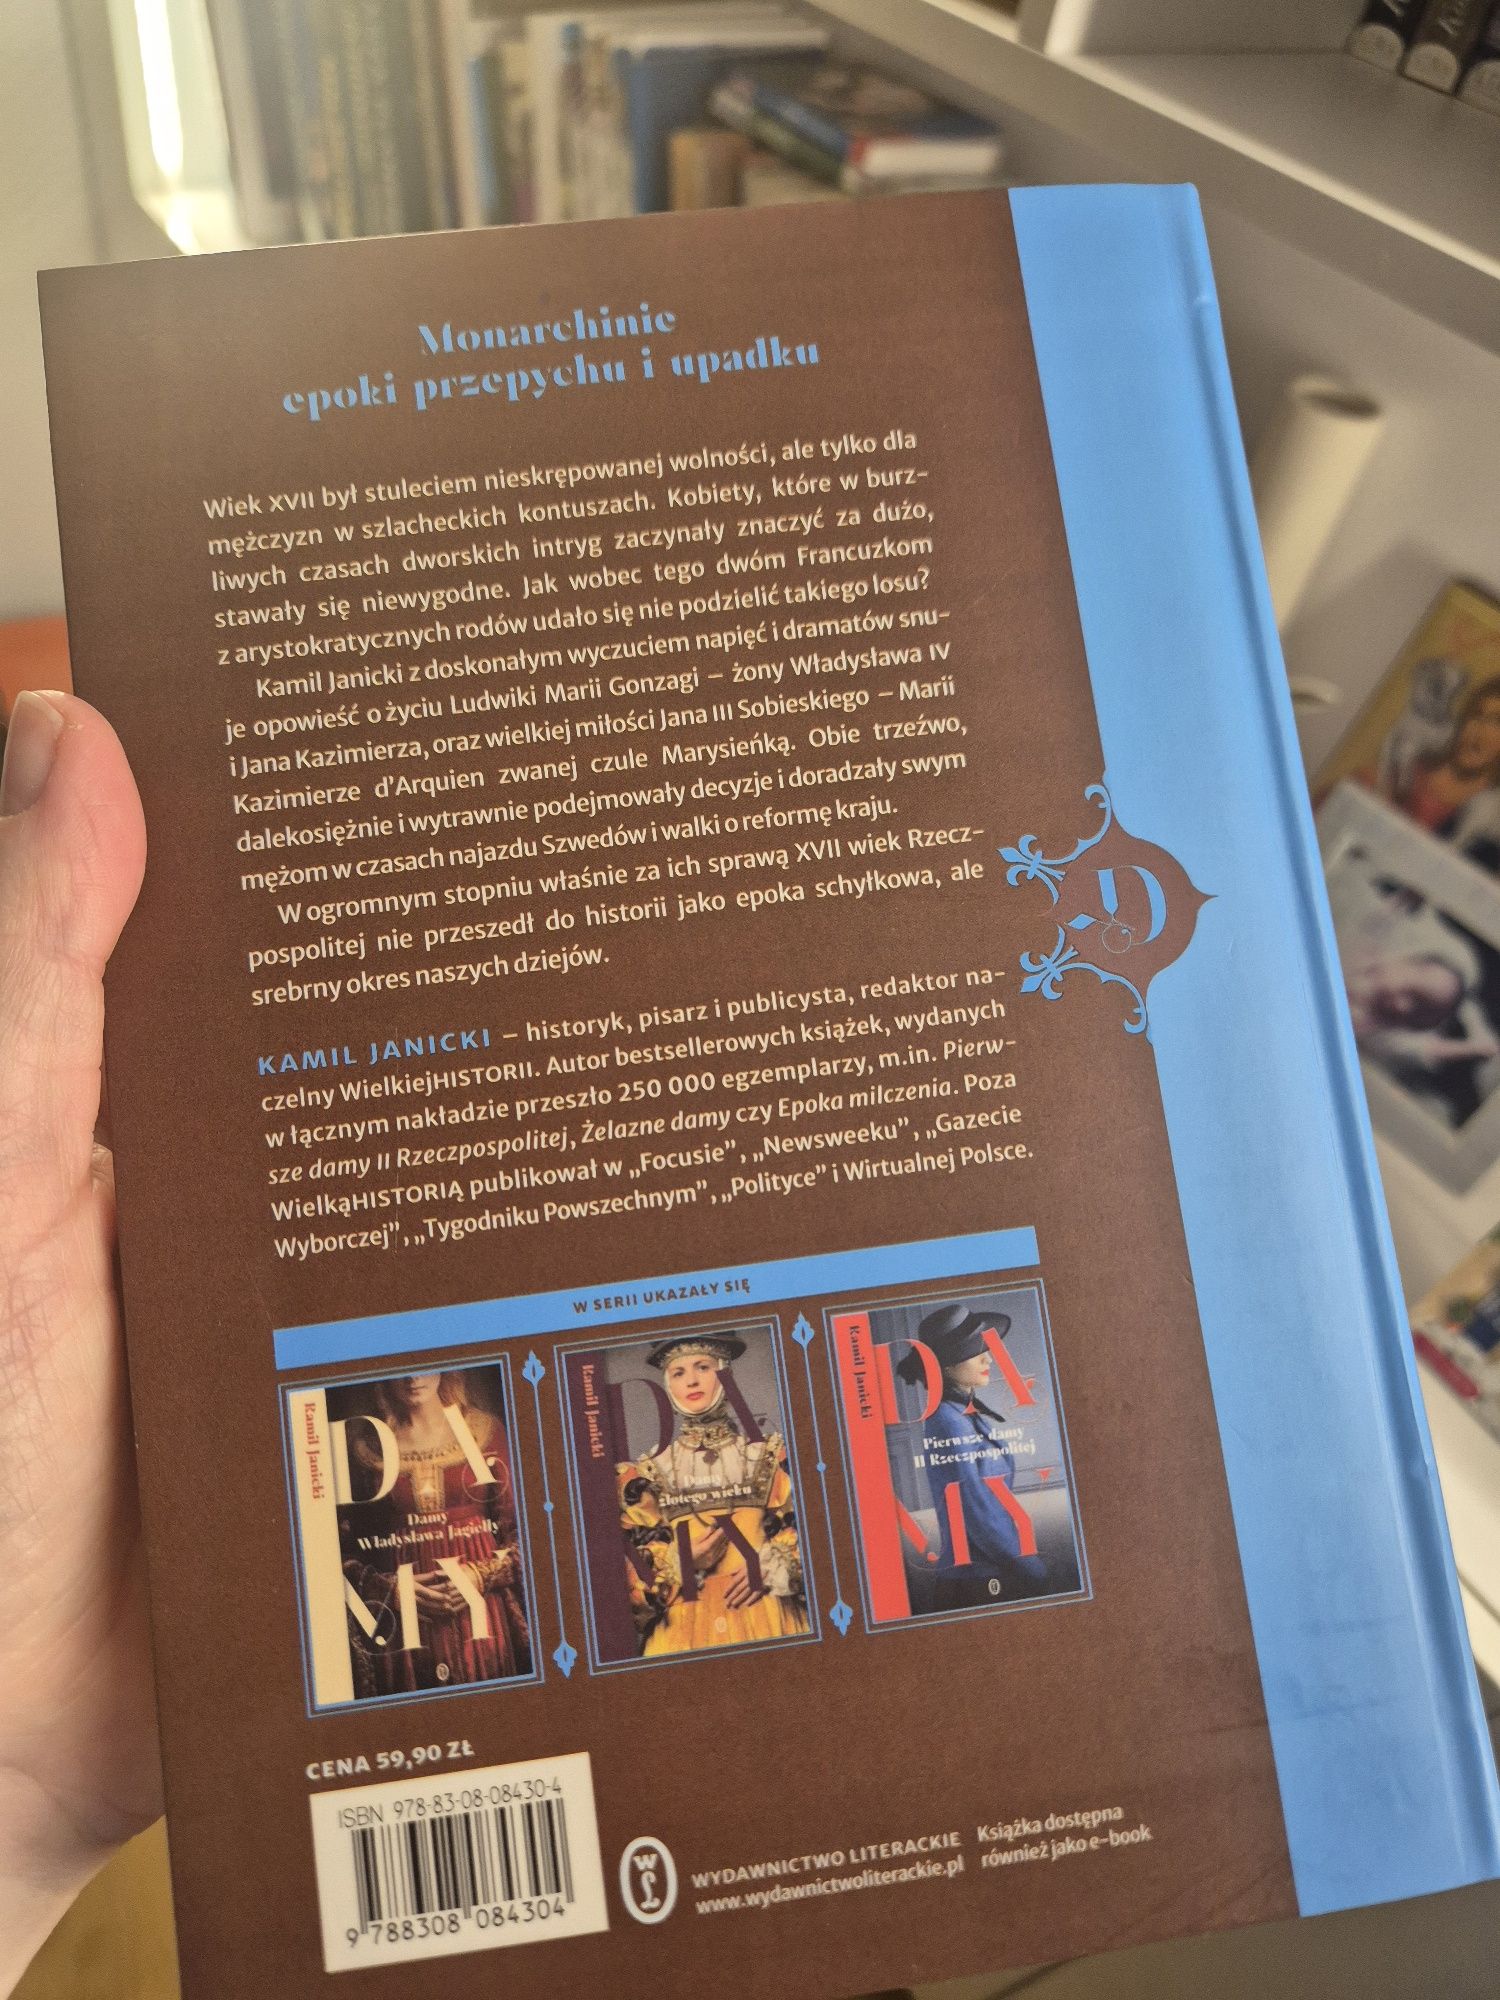 Monarchinie
epoki przepychu i upadku
Wiek XVII był stuleciem nieskrępowanej wolności, ale tylko dla
mężczyzn w szlacheckich kontuszach. Kobiety, które w burz-
liwych czasach dworskich intryg zaczynały znaczyć za dużo,
stawały się niewygodne. Jak wobec tego dwóm Francuzkom
z arystokratycznych rodów udało się nie podzielić takiego losu?
Kamil Janicki z doskonałym wyczuciem napięć i dramatów snu-
je opowieść o życiu Ludwiki Marii Gonzagi – żony Władysława IV
i Jana Kazimierza, oraz wielkiej miłości Jana III Sobieskiego – Marii
Kazimierze d’Arquien zwanej czule Marysieńką. Obie trzeźwo,
dalekosiężnie i wytrawnie podejmowały decyzje i doradzały swym
mężom w czasach najazdu Szwedów i walki o reformę kraju.
W ogromnym stopniu właśnie za ich sprawą XVII wiek Rzecz-
pospolitej nie przeszedł do historii jako epoka schyłkowa, ale
srebrny okres naszych dziejów.
KAMIL JANICKI – historyk, pisarz i publicysta, redaktor na-
czelny WielkiejHISTORII. Autor bestsellerowych książek, wydanych
w łącznym nakładzie przeszło 250 000 egzemplarzy, m.in. Pierw-
sze damy II Rzeczpospolitej, Żelazne damy czy Epoka milczenia. Poza
WielkąHISTORIĄ publikował w „Focusie”, „Newsweeku”, „Gazecie
Wyborczej”, „Tygodniku Powszechnym”, „Polityce” i Wirtualnej Polsce.
D
W SERII UKAZAŁY SIĘ
Kamil Janicki
DA
Damy
Władysława Jagiełły
MY
Kamil Janicki
DA
Damy
złotego wieku
MY
Kamil Janicki
DA
Pierwsze damy
II Rzeczpospolitej
MY
CENA 59,90 ZŁ
ISBN 978-83-08-08430-4
9 788308 084304
WL
WYDAWNICTWO LITERACKIE
www.wydawnictwoliterackie.pl
Książka dostępna
również jako e-book